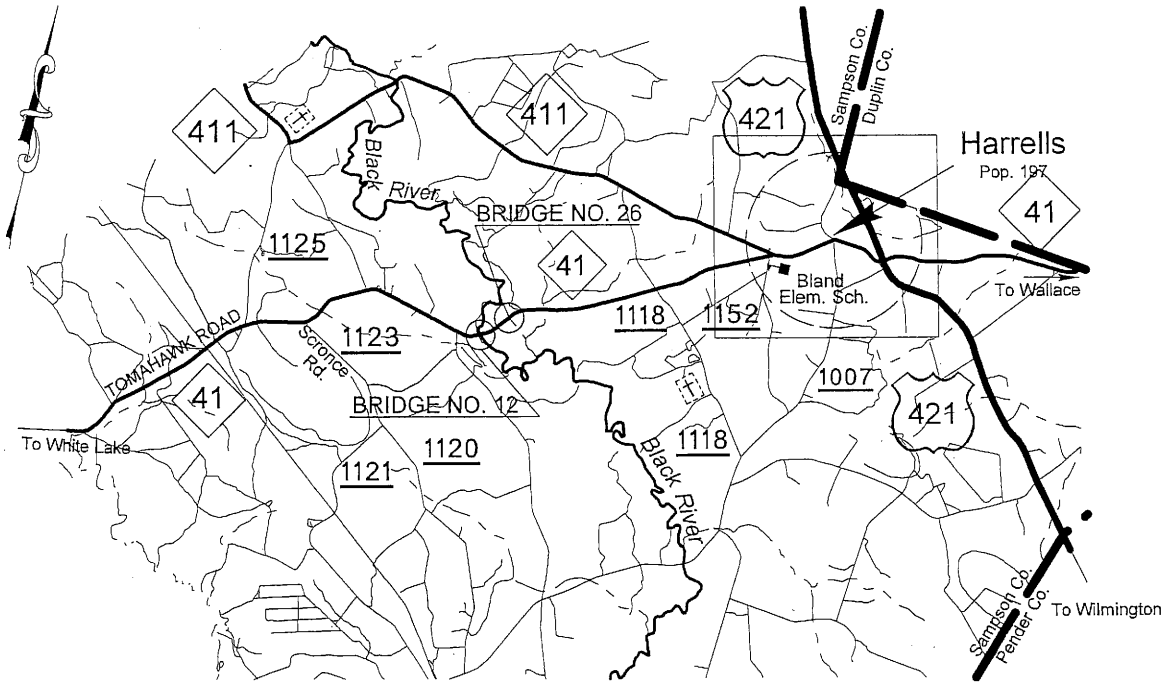 Sampson Co.
Duplin Co.
421
411
411
Harrells
Pop. 197
41
Black
River
BRIDGE NO. 26
1125
41
Bland
Elem. Sch.
To Wallace
TOMAHAWK ROAD
Scronce
Rd.
1123
1118
1152
1007
41
BRIDGE NO. 12
421
To White Lake
1121
1120
1118
Black River
Sampson Co.
Pender Co.
To Wilmington